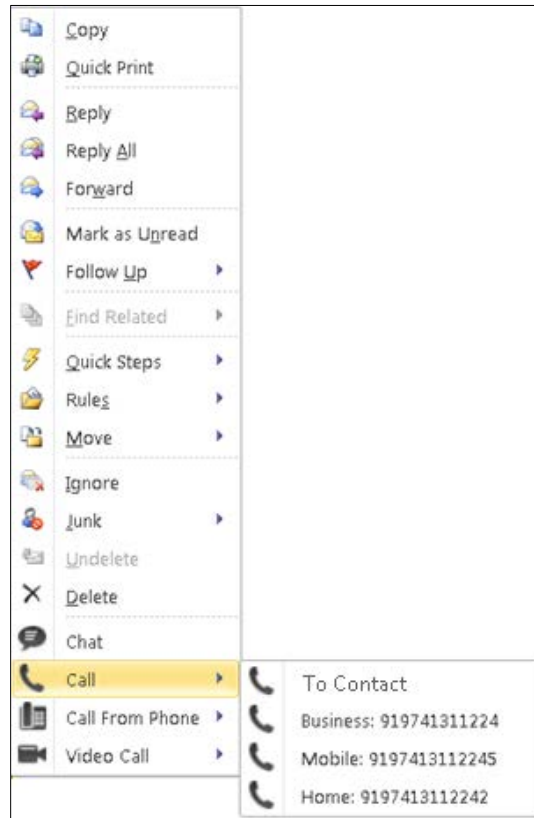 Copy
Quick Print
Reply
Reply All
Forward
Mark as Unread
Follow Up
Find Related
Quick Steps
Rules
Move
Ignore
Junk
Undelete
Delete
Chat
Call
Call From Phone
Video Call
To Contact
Business: 919741311224
Mobile: 9197413112245
Home: 9197413112242